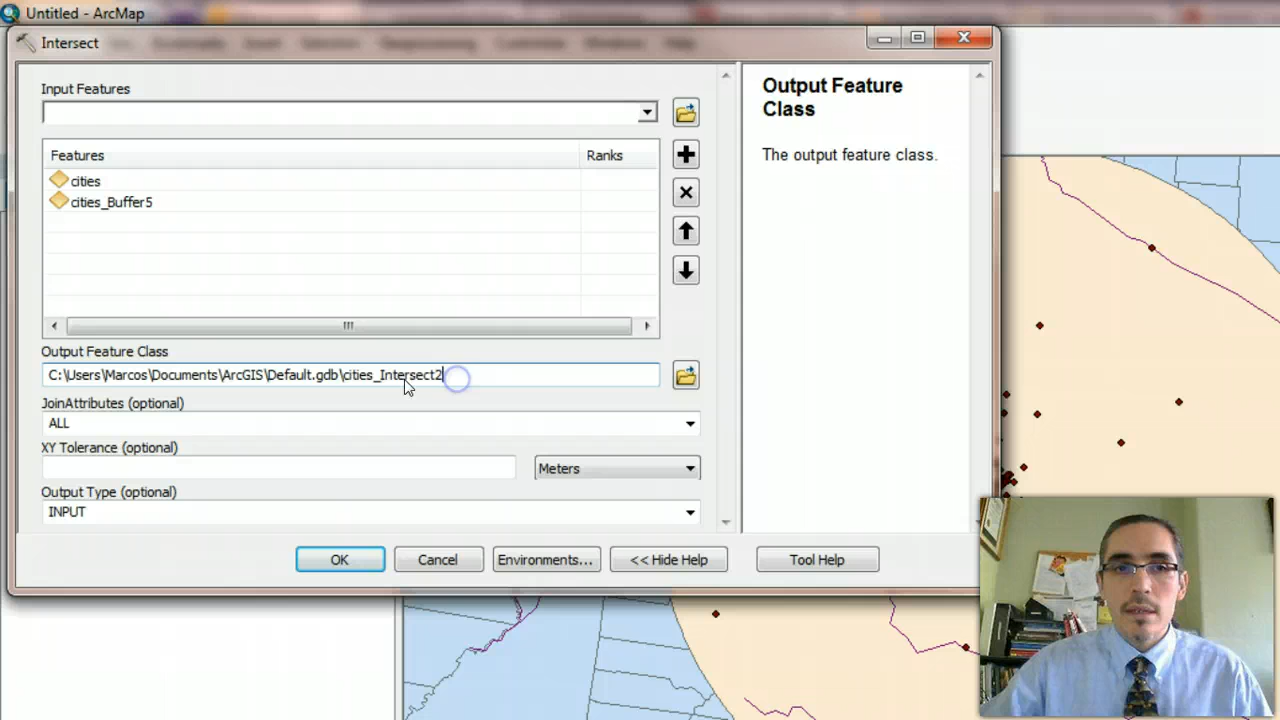 Untitled - ArcMap
Intersect
Input Features
Features Ranks
cities
cities_Buffer5
Output Feature Class
C:\Users\Marcos\Documents\ArcGIS\Default.gdb\cities_Intersect2
JoinAttributes (optional)
ALL
XY Tolerance (optional)
Meters
Output Type (optional)
INPUT
OK Cancel Environments... << Hide Help Tool Help
Output Feature
Class
The output feature class.